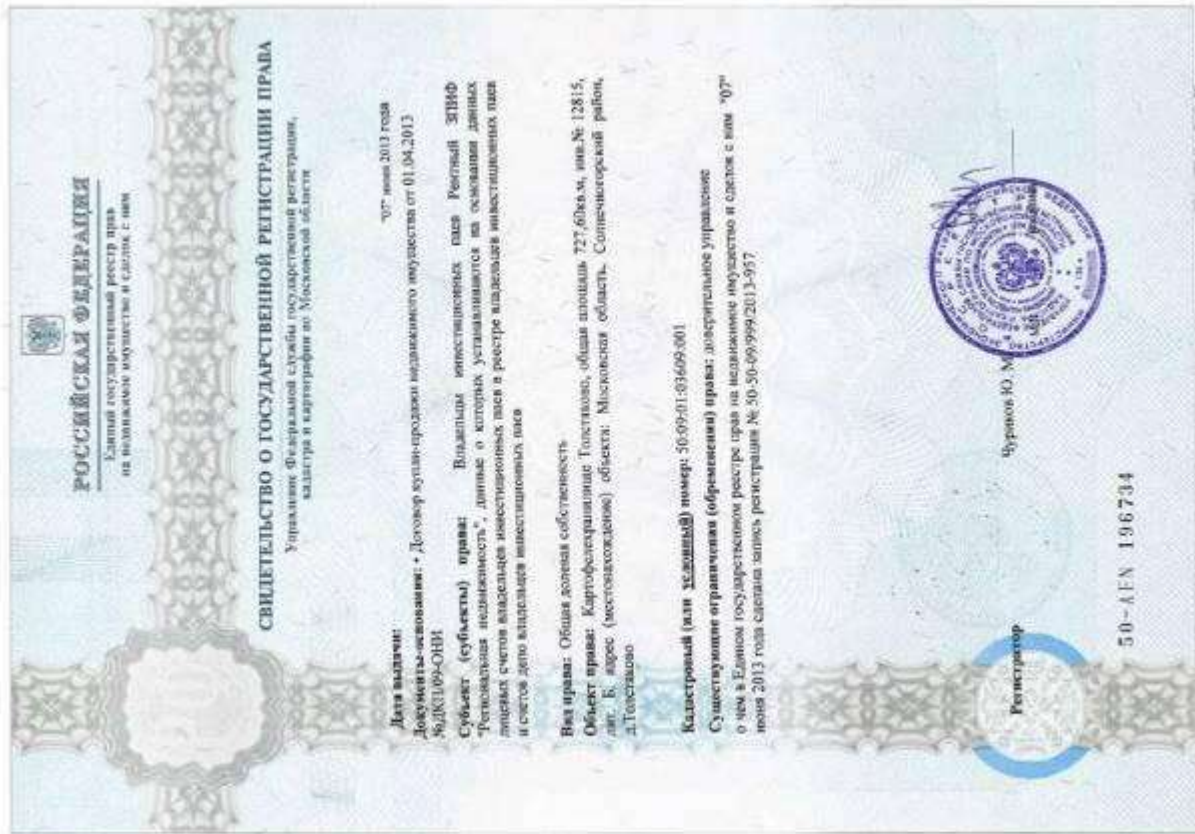 РОССИЙСКАЯ ФЕДЕРАЦИЯ
Единый государственный реестр прав
на недвижимое имущество и сделок с ним
СВИДЕТЕЛЬСТВО О ГОСУДАРСТВЕННОЙ РЕГИСТРАЦИИ ПРАВА
Управление Федеральной службы государственной регистрации,
кадастра и картографии по Московской области
Дата выдачи: "07" июня 2013 года
Документы-основания: • Договор купли-продажи недвижимого имущества от 01.04.2013
№ДКП/09-ОНИ
Субъект (субъекты) права: Владельцы инвестиционных паев Рентный ЗПИФ
"Региональная недвижимость", данные о которых устанавливаются на основании данных
лицевых счетов владельцев инвестиционных паев в реестре владельцев инвестиционных паев
и счетов депо владельцев инвестиционных паев
Вид права: Общая долевая собственность
Объект права: Картофелехранилище Толстяково, общая площадь 727,60кв.м, инв.№ 12815,
лит. Б, адрес (местонахождение) объекта: Московская область, Солнечногорский район,
д.Толстяково
Кадастровый (или условный) номер: 50:09:01:03609:001
Существующие ограничения (обременения) права: доверительное управление
о чем в Едином государственном реестре прав на недвижимое имущество и сделок с ним "07"
июня 2013 года сделана запись регистрации № 50-50-09/999/2013-957
Регистратор Чуриков Ю М
50-АЕN 196734